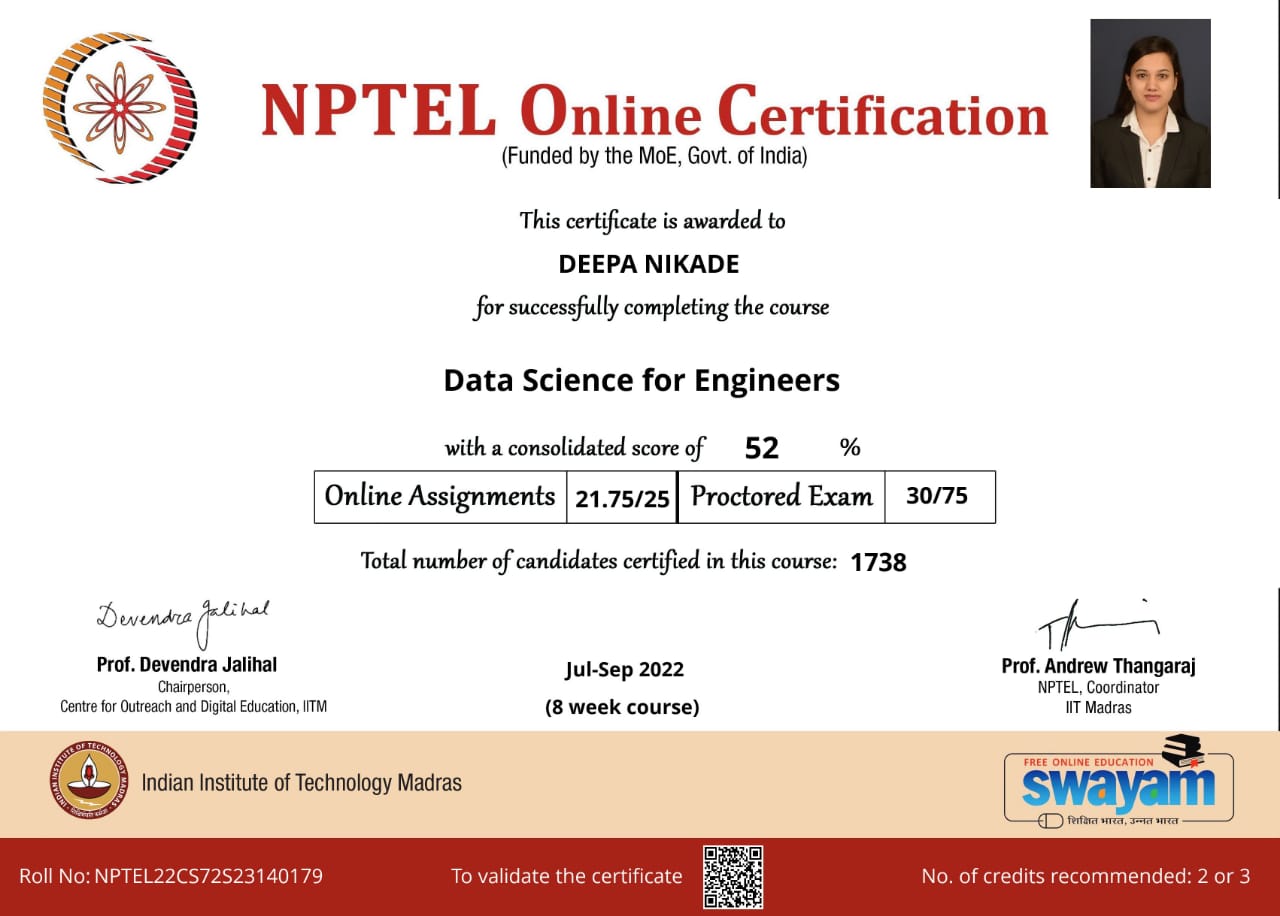 NPTEL Online Certification
(Funded by the MoE, Govt. of India)
This certificate is awarded to
DEEPA NIKADE
for successfully completing the course
Data Science for Engineers
with a consolidated score of 52 %
Online Assignments 21.75/25 Proctored Exam 30/75
Total number of candidates certified in this course: 1738
Devendra Jalihal
Prof. Devendra Jalihal
Chairperson,
Centre for Outreach and Digital Education, IITM
Jul-Sep 2022
(8 week course)
Prof. Andrew Thangaraj
NPTEL, Coordinator
IIT Madras
INDIAN INSTITUTE OF TECHNOLOGY MADRAS
Indian Institute of Technology Madras
FREE ONLINE EDUCATION
swayam
शिक्षित भारत, उन्नत भारत
Roll No: NPTEL22CS72S23140179
To validate the certificate
No. of credits recommended: 2 or 3